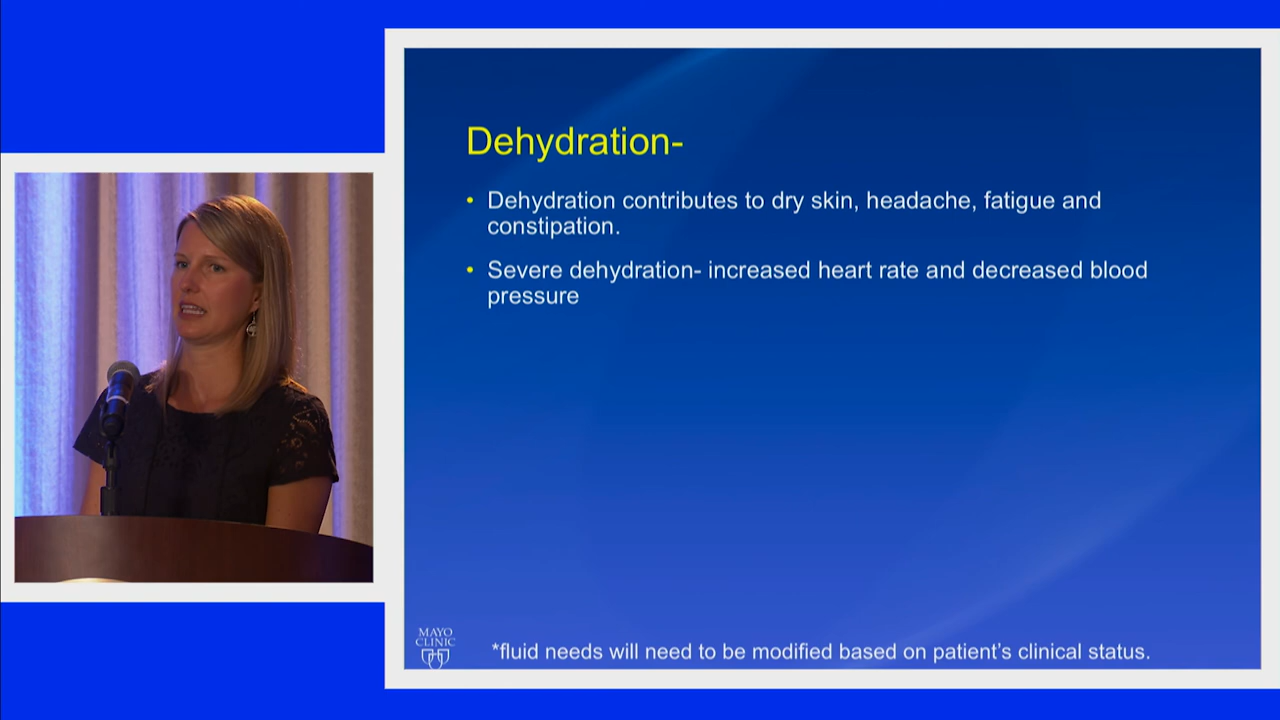 Dehydration-
• Dehydration contributes to dry skin, headache, fatigue and
constipation.
• Severe dehydration- increased heart rate and decreased blood
pressure
MAYO
CLINIC
*fluid needs will need to be modified based on patient's clinical status.